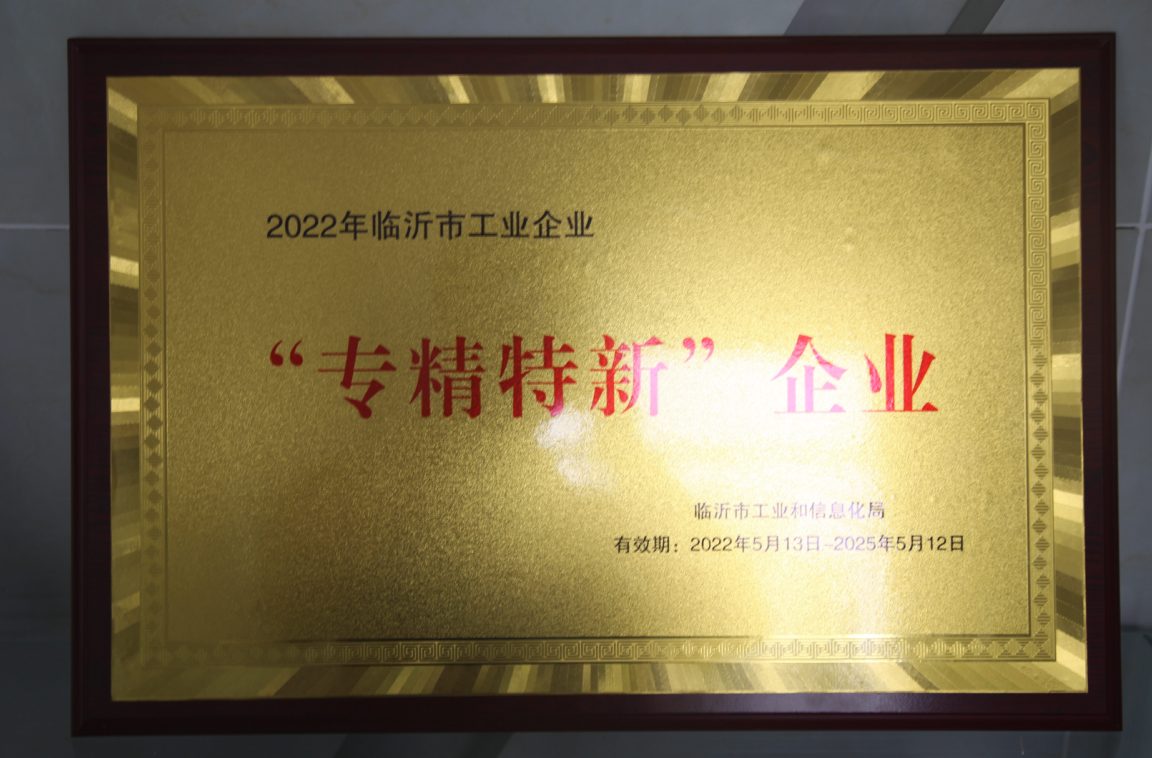 2022年临沂市工业企业
“专精特新”企业
临沂市工业和信息化局
有效期：2022年5月13日-2025年5月12日